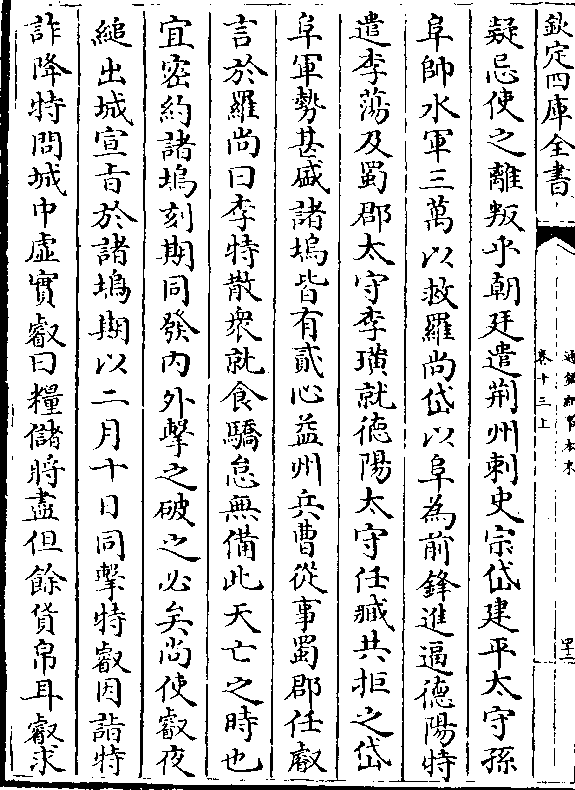 欽定四庫全書
通鑑紀事本末
卷十三上
疑忌使之離叛乎朝廷遣荆州刺史宗岱建平太守孫
阜帥水軍三萬以救羅尚岱以阜為前鋒進逼德陽特
遣李蕩及蜀郡太守李璜就徳陽太守任臧共拒之岱
阜軍勢甚盛諸塢皆有貳心益州兵曹從事蜀郡任叡
言於羅尚曰李特散衆就食驕怠無備此天亡之時也
宜密約諸塢刻期同發内外擊之破之必矣尚使叡夜
縋出城宣㫖於諸塢期以二月十日同擊特叡因詣特
詐降特問城中虚實叡曰糧儲將盡但餘貨帛耳叡求